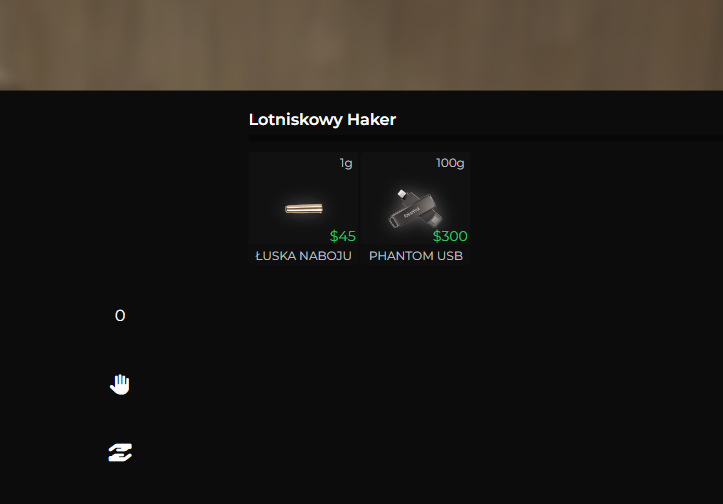 Lotniskowy Haker
1g
100g
$45
$300
ŁUSKA NABOJU
PHANTOM USB
0